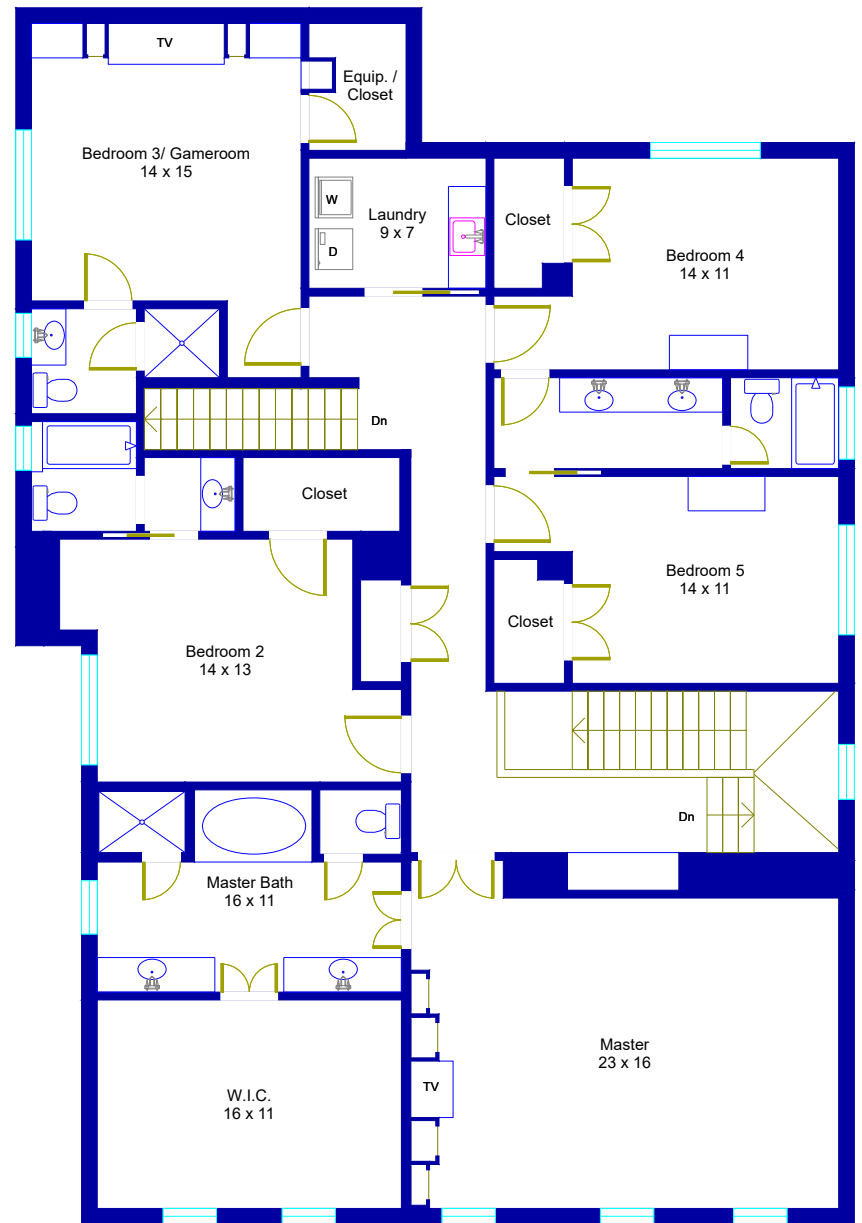 TV
Equip. /
Closet
Bedroom 3/ Gameroom
14 x 15
W
D
Laundry
9 x 7
Closet
Bedroom 4
14 x 11
Dn
Closet
Bedroom 5
14 x 11
Closet
Bedroom 2
14 x 13
Dn
Master Bath
16 x 11
Master
23 x 16
TV
W.I.C.
16 x 11